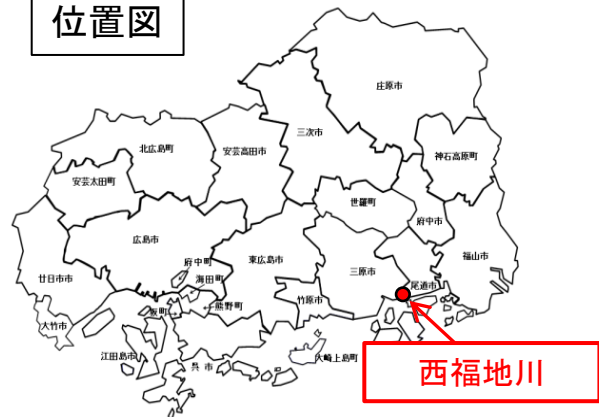 位置図
庄原市
三次市
北広島町
安芸高田市
神石高原町
安芸太田町
世羅町
府中市
広島市
福山市
府中町
東広島市
三原市
海田町
廿日市市
尾道市
竹原市
熊野町
坂町
大竹市
江田島市
大崎上島町
呉市
西福地川